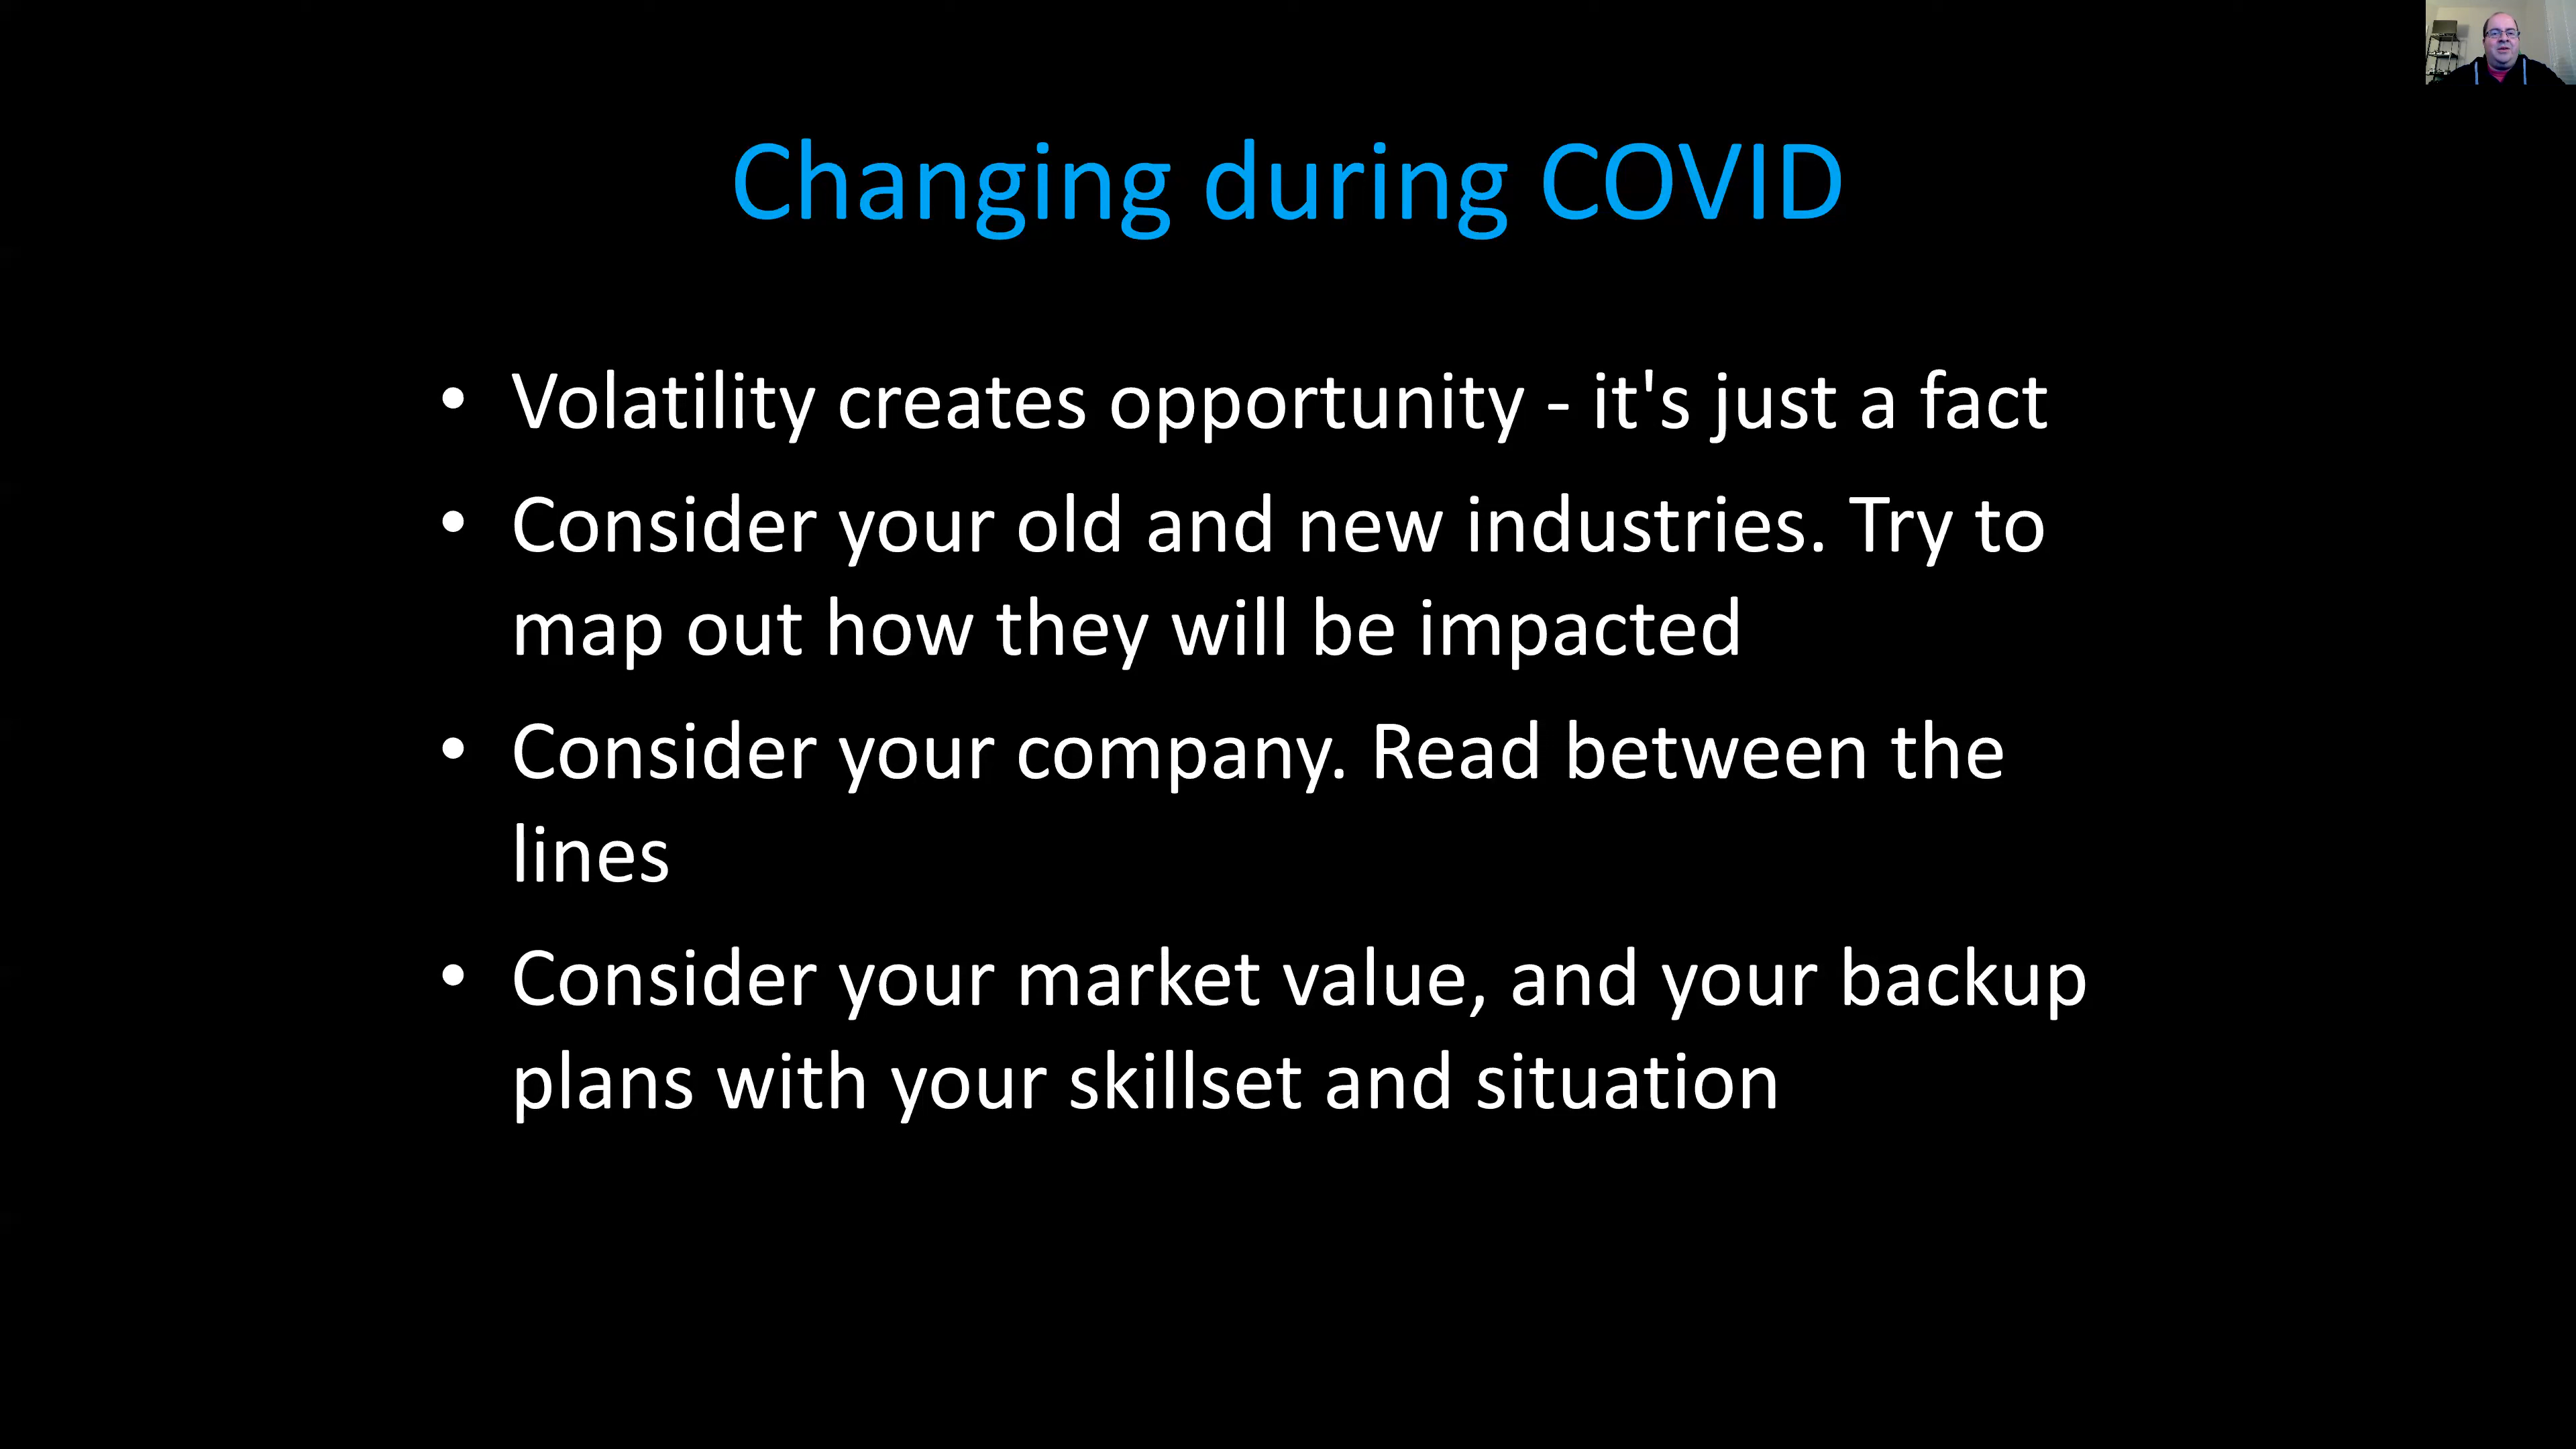 Changing during COVID
• Volatility creates opportunity - it's just a fact
• Consider your old and new industries. Try to
map out how they will be impacted
• Consider your company. Read between the
lines
• Consider your market value, and your backup
plans with your skillset and situation